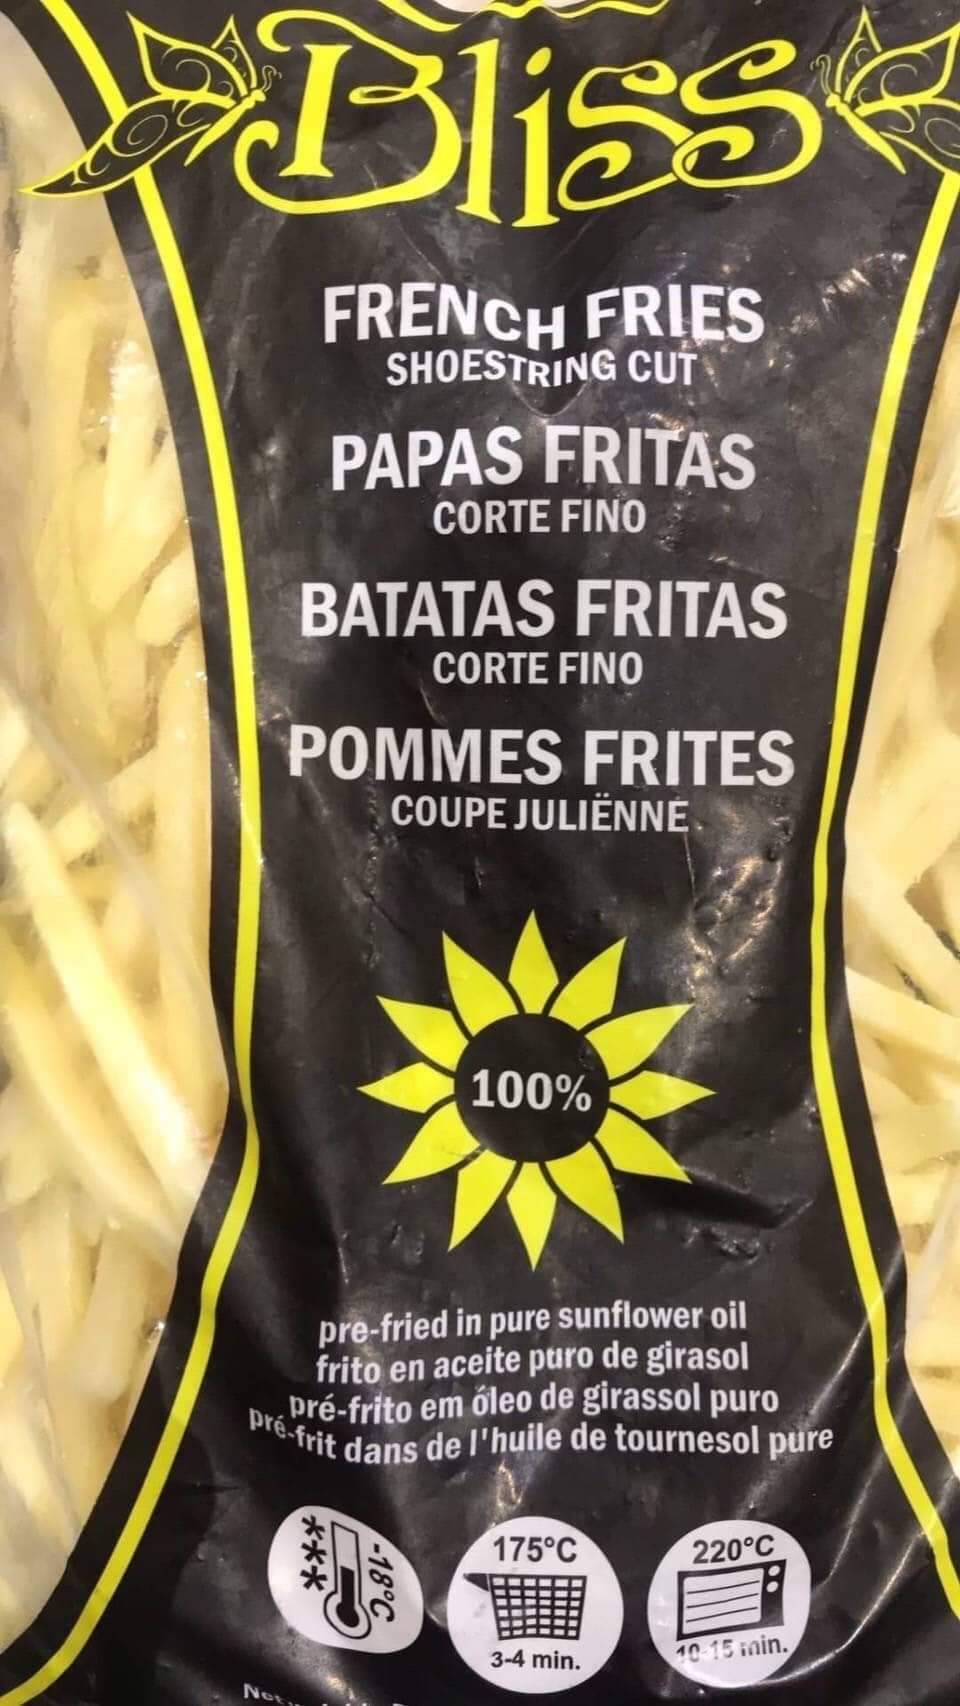 Bliss
FRENCH FRIES
SHOESTRING CUT
PAPAS FRITAS
CORTE FINO
BATATAS FRITAS
CORTE FINO
POMMES FRITES
COUPE JULIËNNE
100%
pre-fried in pure sunflower oil
frito en aceite puro de girasol
pré-frito em óleo de girassol puro
pré-frit dans de l'huile de tournesol pure
*** -18°C
175°C
3-4 min.
220°C
10-15 min.